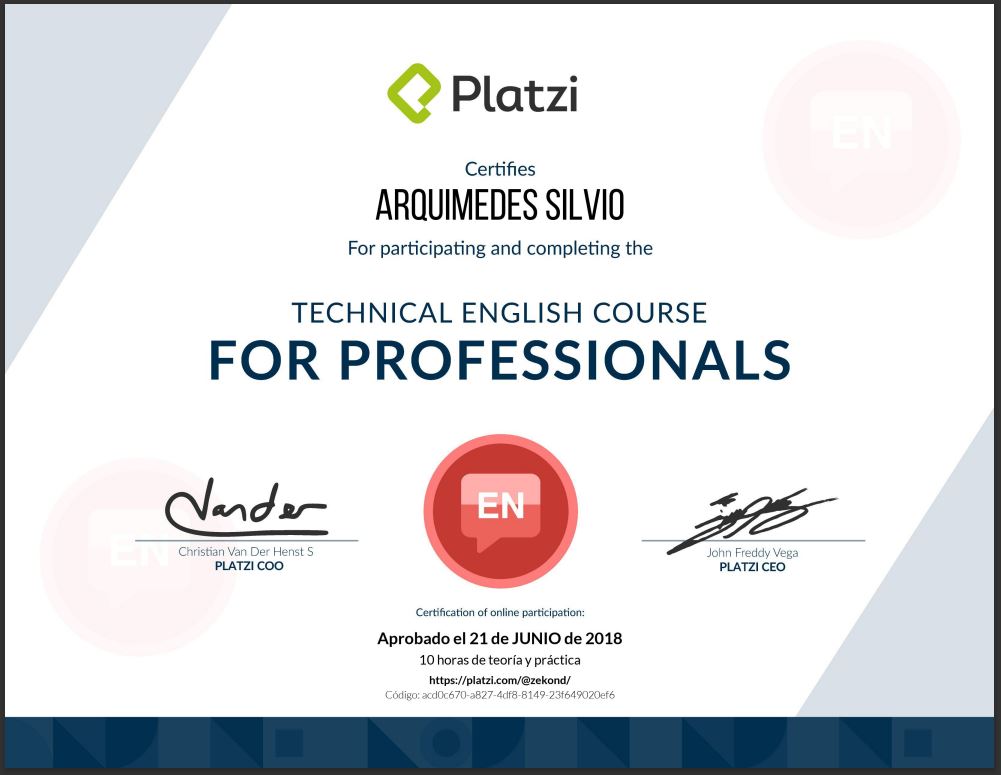 Platzi
EN
Certifies
ARQUIMEDES SILVIO
For participating and completing the
TECHNICAL ENGLISH COURSE
FOR PROFESSIONALS
Vander
EN
EN
Christian Van Der Henst S
PLATZI COO
John Freddy Vega
PLATZI CEO
Certification of online participation:
Aprobado el 21 de JUNIO de 2018
10 horas de teoría y práctica
https://platzi.com/@zekond/
Código: acd0c670-a827-4df8-8149-23f649020ef6